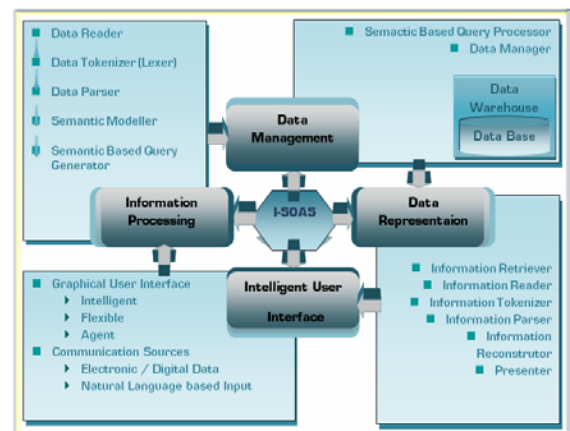 Data Reader
Data Tokenizer (Lexer)
Data Parser
Semantic Modeller
Semantic Based Query
Generator
Semactic Based Query Processor
Data Manager
Data
Warehouse
Data Base
Data
Management
Information
Processing
I-SOAS
Data
Representaion
Intelligent User
Interface
Graphical User Interface
Intelligent
Flexible
Agent
Communication Sources
Electronic / Digital Data
Natural Language based Input
Information Retriever
Information Reader
Information Tokenizer
Information Parser
Information
Reconstrutor
Presenter